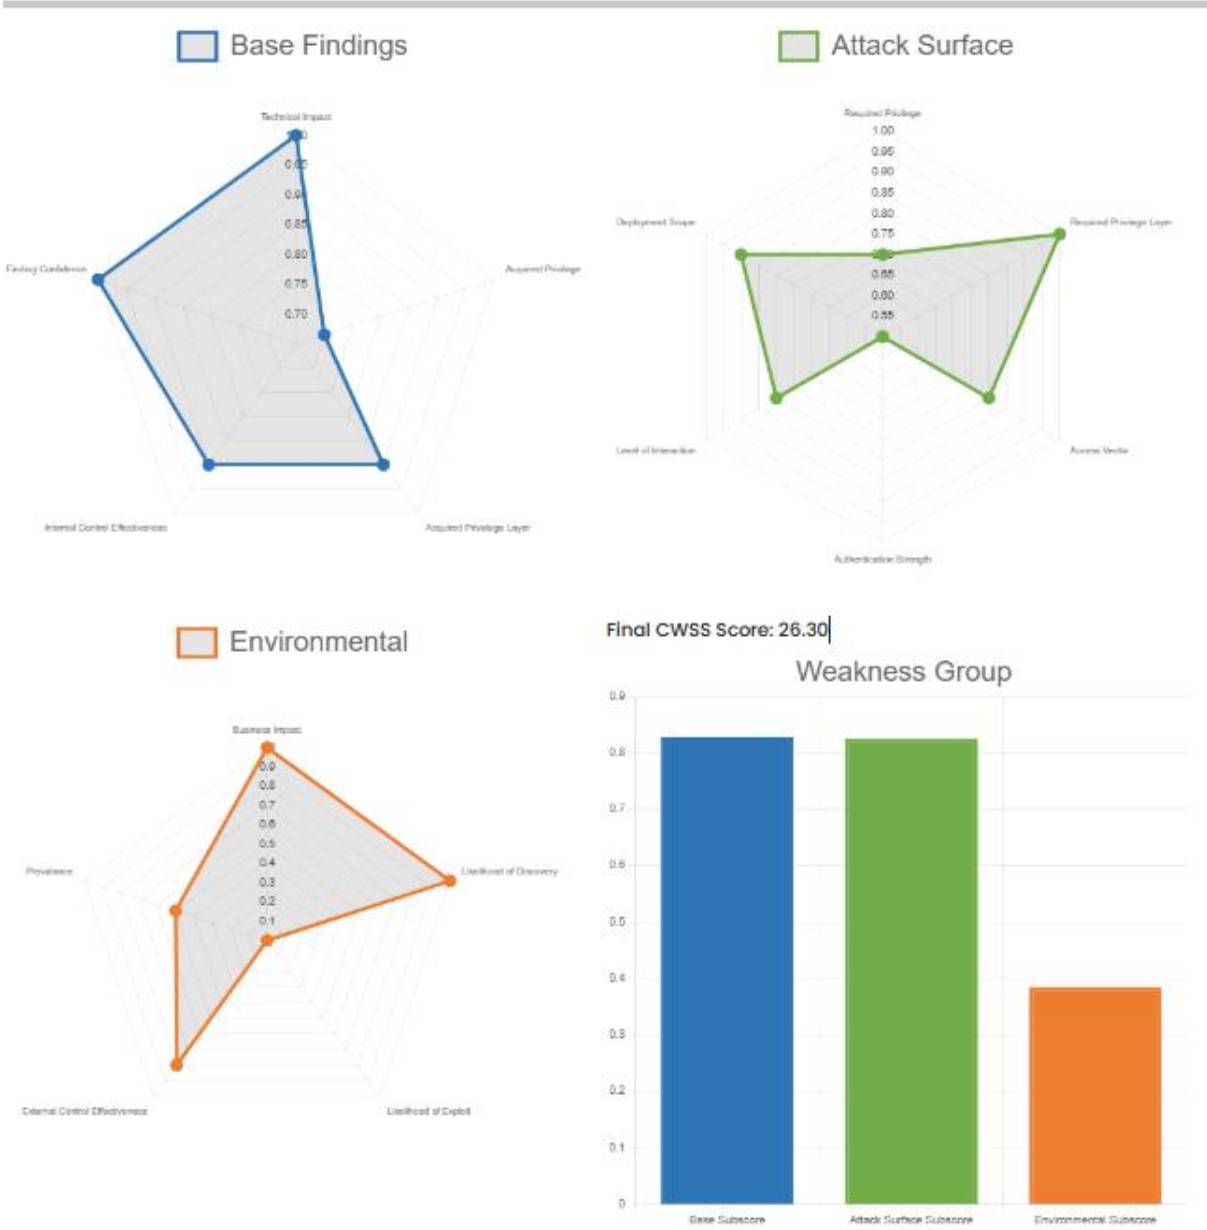 Base Findings
Technical Impact
0.95
0.9
0.85
0.80
0.75
0.70
Finding Confidence
Acquired Privilege
Internal Control Effectiveness
Acquired Privilege Layer
Attack Surface
Required Privilege
1.00
0.95
0.90
0.85
0.80
0.75
0.65
0.60
0.55
Deployment Scope
Required Privilege Layer
Level of Interaction
Access Vector
Authentication Strength
Environmental
Business Impact
0.9
0.8
0.7
0.6
0.5
0.4
0.3
0.2
0.1
Prevalence
Likelihood of Discovery
External Control Effectiveness
Likelihood of Exploit
Final CWSS Score: 26.30
Weakness Group
0.9
0.8
0.7
0.6
0.5
0.4
0.3
0.2
0.1
0
Base Subscore
Attack Surface Subscore
Environmental Subscore